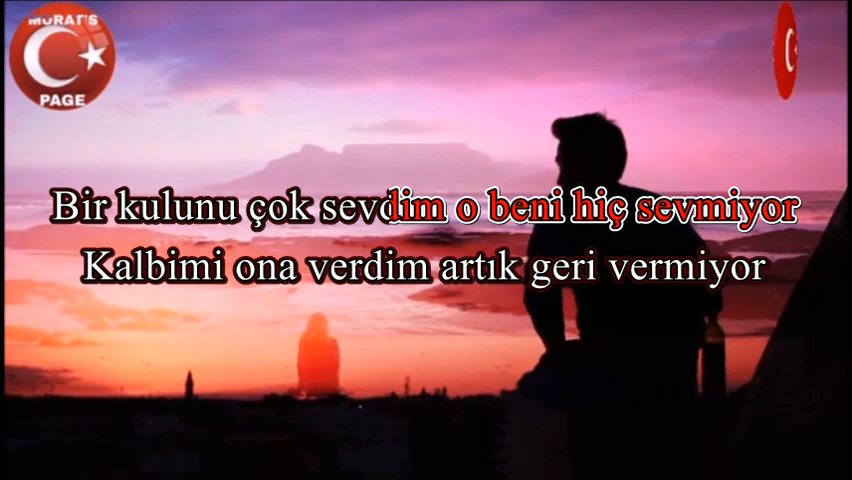 MURAT'S
PAGE
Bir kulunu çok sevdim o beni hiç sevmiyor
Kalbimi ona verdim artık geri vermiyor